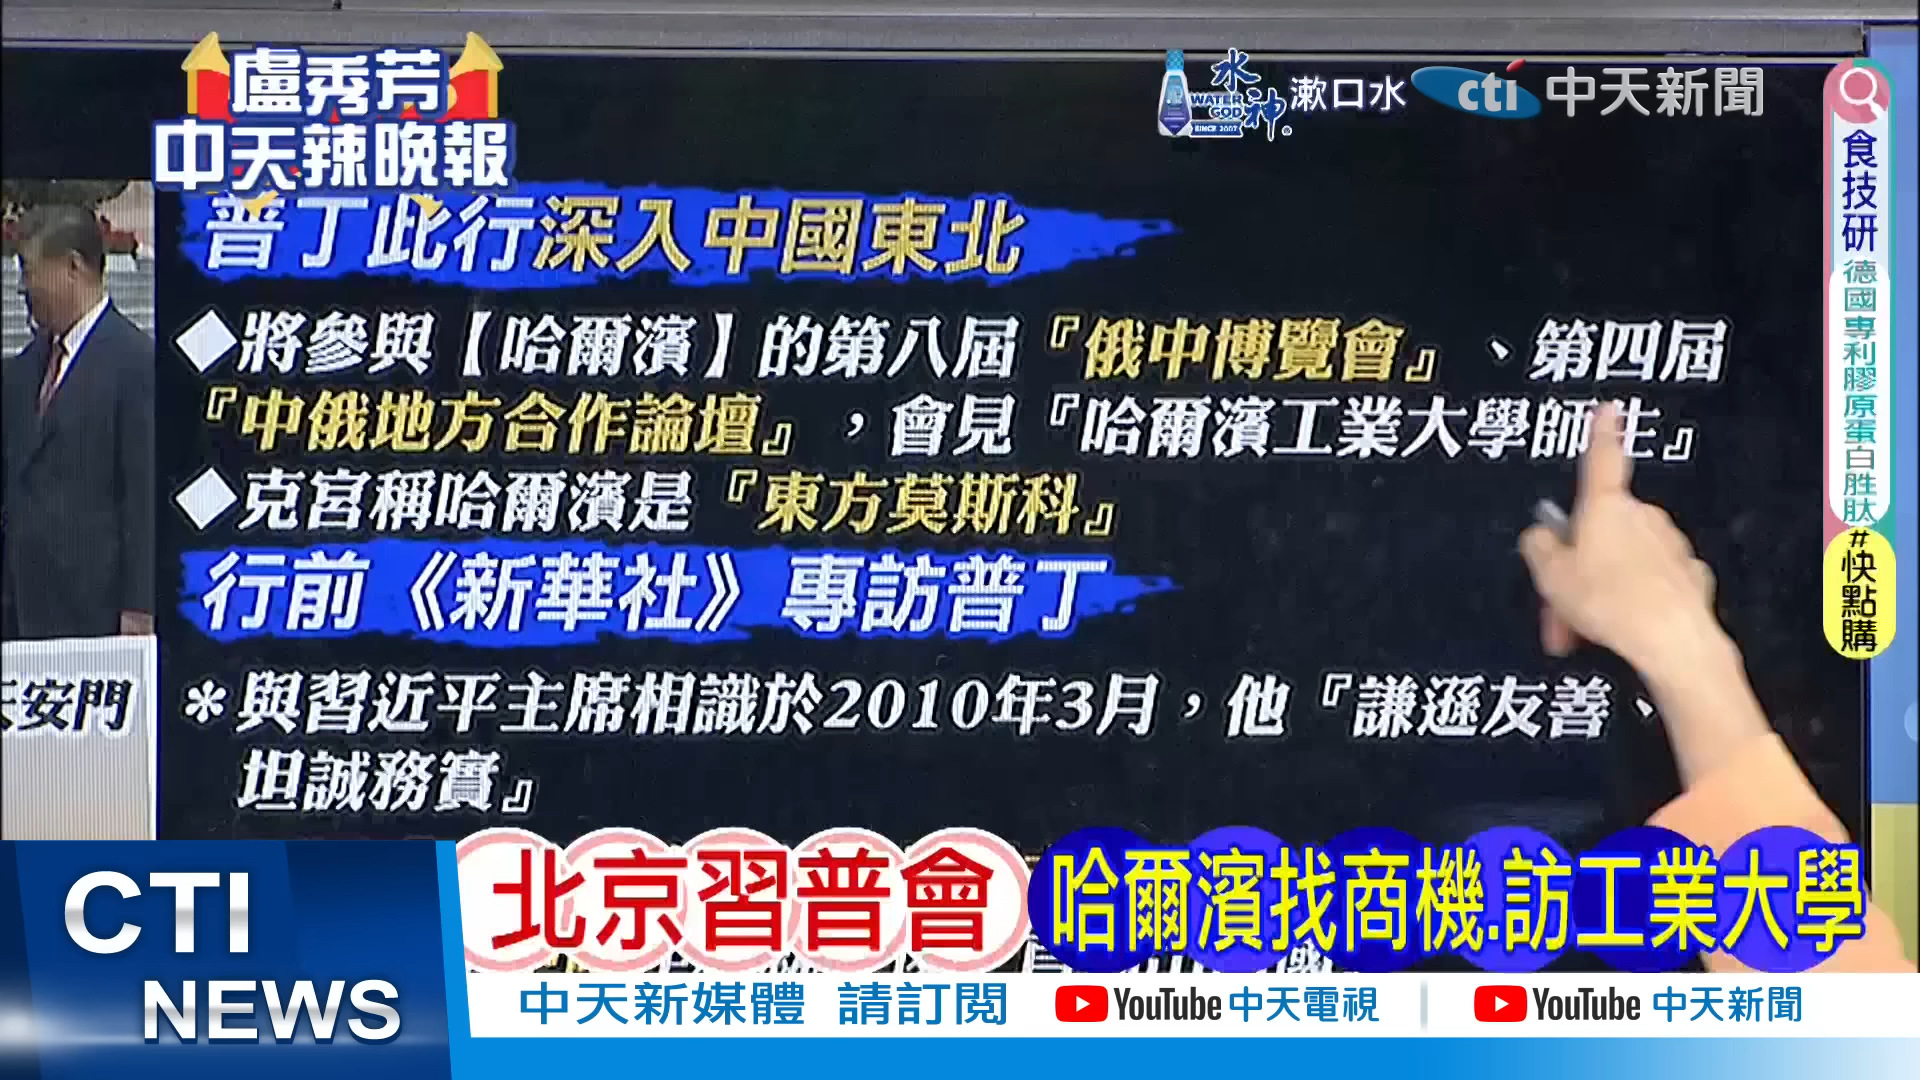 盧秀芳
中天辣晚報
水神
WATER GOD
SINCE 2007
漱口水
cti 中天新聞
食技研
德國專利膠原蛋白胜肽
#快點購
普丁此行深入中國東北
◆將參與【哈爾濱】的第八屆『俄中博覽會』、第四屆
『中俄地方合作論壇』，會見『哈爾濱工業大學師生』
◆克宮稱哈爾濱是『東方莫斯科』
行前《新華社》專訪普丁
天安門
＊與習近平主席相識於2010年3月，他『謙遜友善、
坦誠務實』
北京習普會
哈爾濱找商機.訪工業大學
CTI
NEWS
中天新媒體 請訂閱
YouTube 中天電視
YouTube 中天新聞